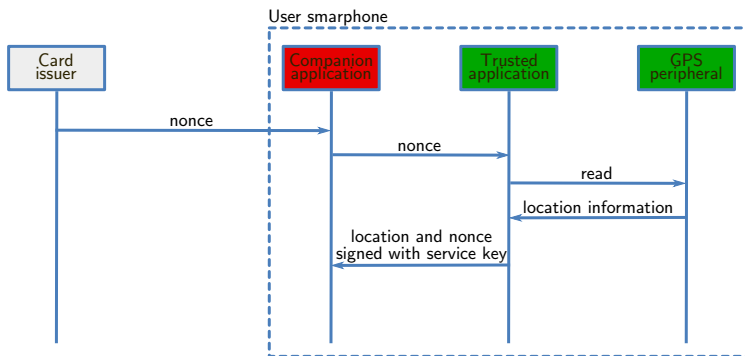 User smarphone
Card
issuer
Companion
application
Trusted
application
GPS
peripheral
nonce
nonce
read
location information
location and nonce
signed with service key